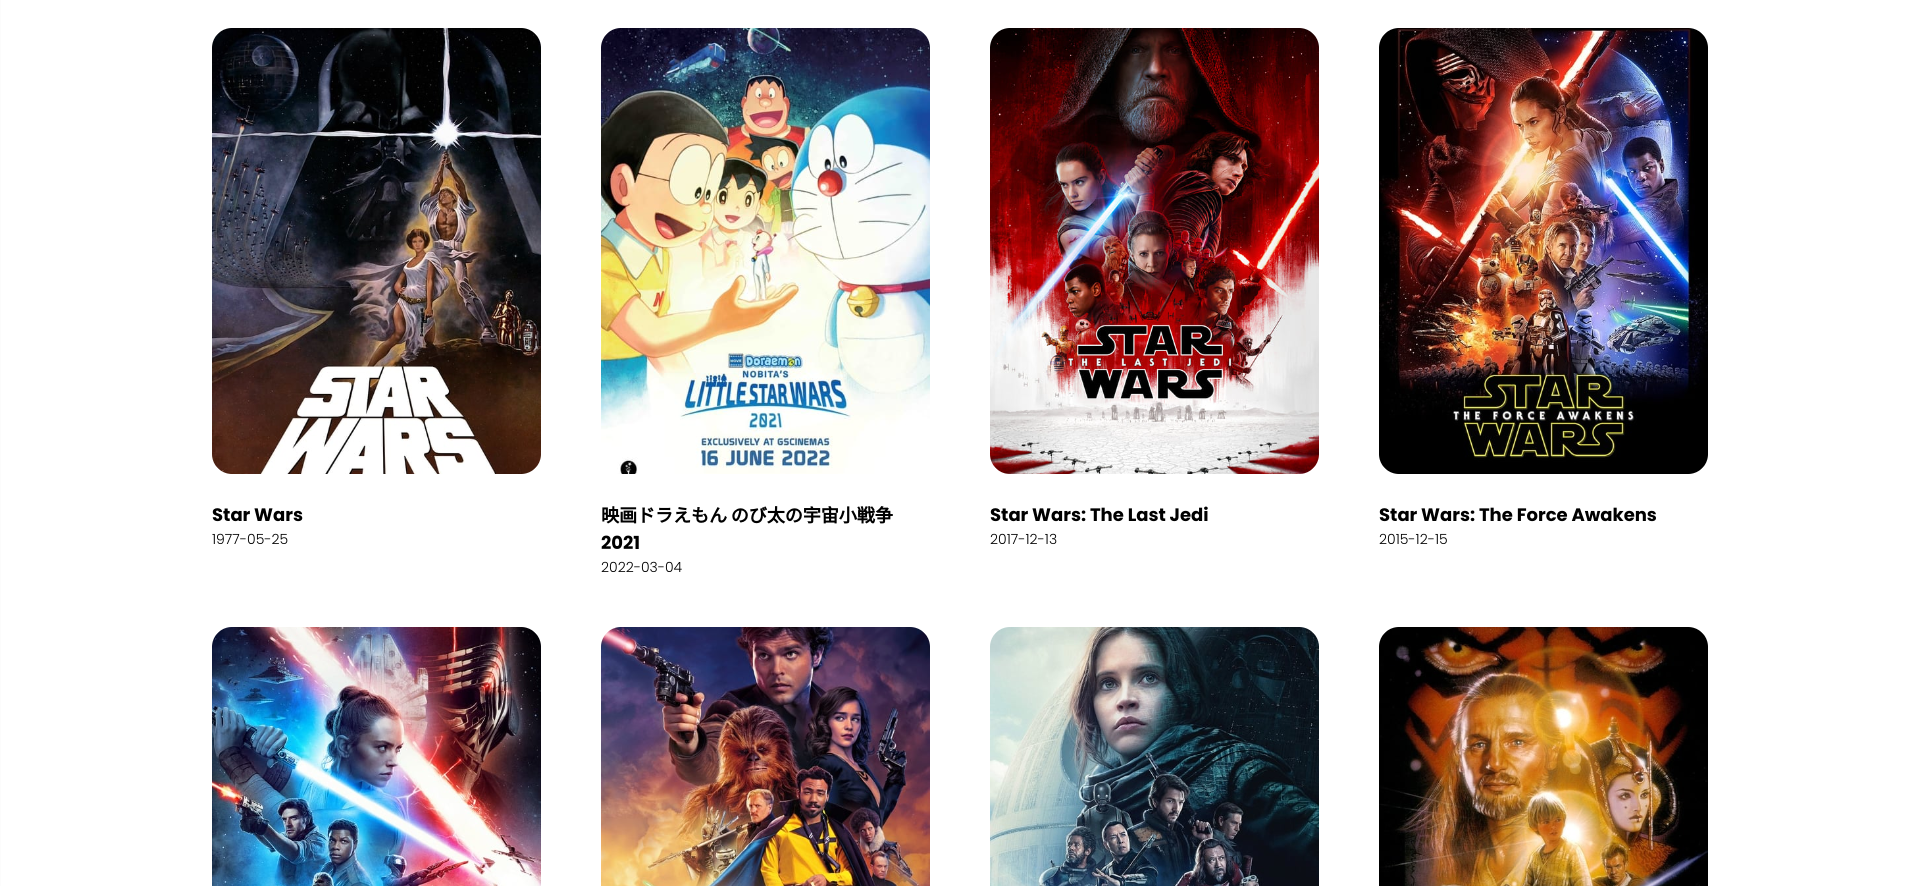 STAR
WARS
Doraemon
NOBITA'S
LITTLE STAR WARS
2021
EXCLUSIVELY AT GSCINEMAS
16 JUNE 2022
STAR
THE LAST JEDI
WARS
STAR
THE FORCE AWAKENS
WARS
Star Wars
1977-05-25
映画ドラえもん のび太の宇宙小戦争
2021
2022-03-04
Star Wars: The Last Jedi
2017-12-13
Star Wars: The Force Awakens
2015-12-15